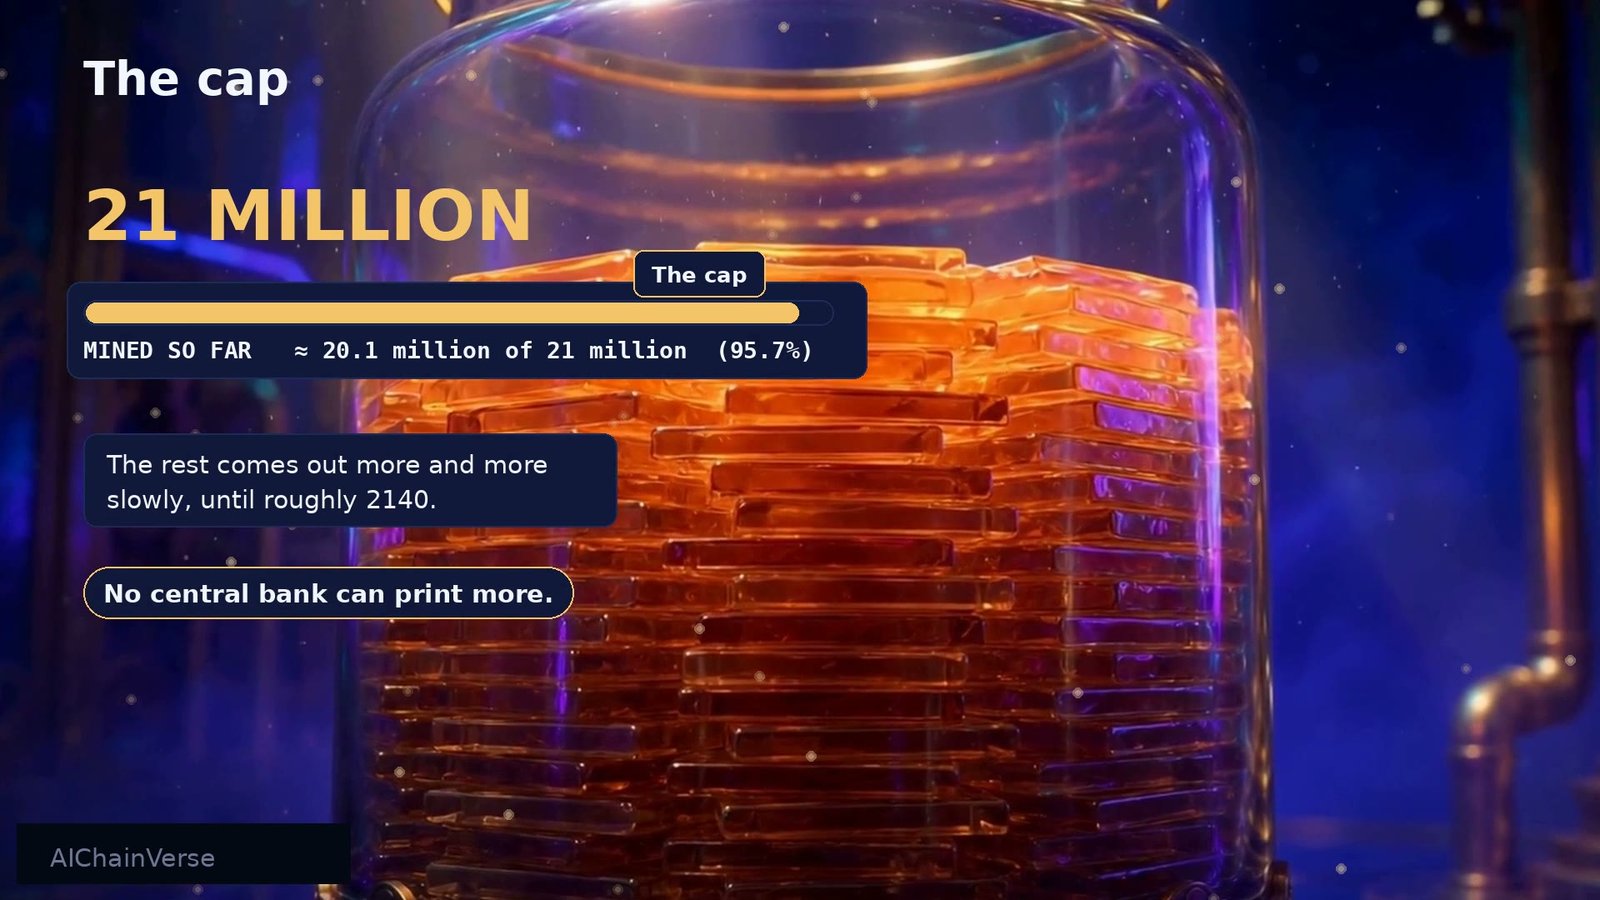 The cap
21 MILLION
The cap
MINED SO FAR ≈ 20.1 million of 21 million (95.7%)
The rest comes out more and more
slowly, until roughly 2140.
No central bank can print more.
AIChainVerse